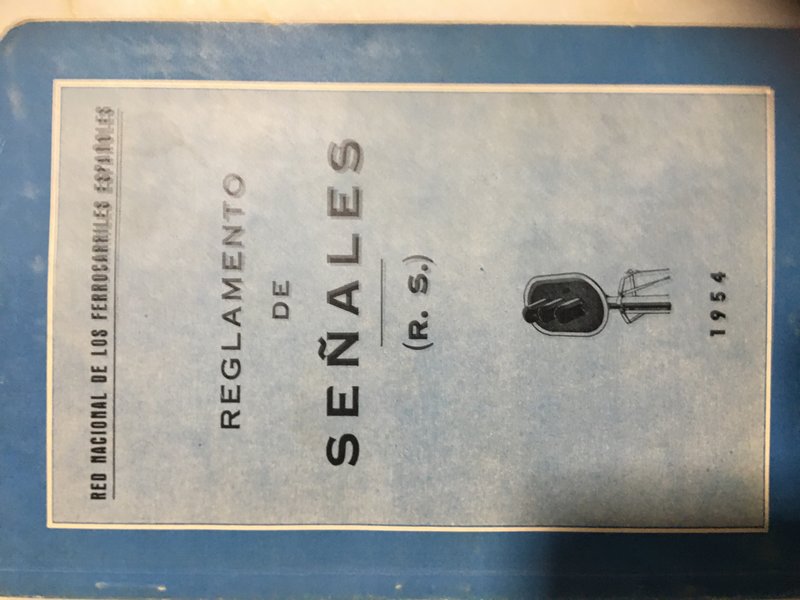 RED NACIONAL DE LOS FERROCARRILES ESPAÑOLES
REGLAMENTO
DE
SEÑALES
(R. S.)
1954